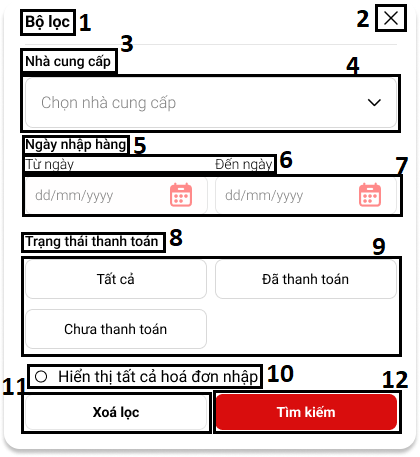 Bộ lọc 1
2
3
Nhà cung cấp
4
Chọn nhà cung cấp
Ngày nhập hàng 5
Từ ngày Đến ngày 6
7
dd/mm/yyyy dd/mm/yyyy
Trạng thái thanh toán 8
9
Tất cả Đã thanh toán
Chưa thanh toán
Hiển thị tất cả hoá đơn nhập 10
11 12
Xoá lọc Tìm kiếm